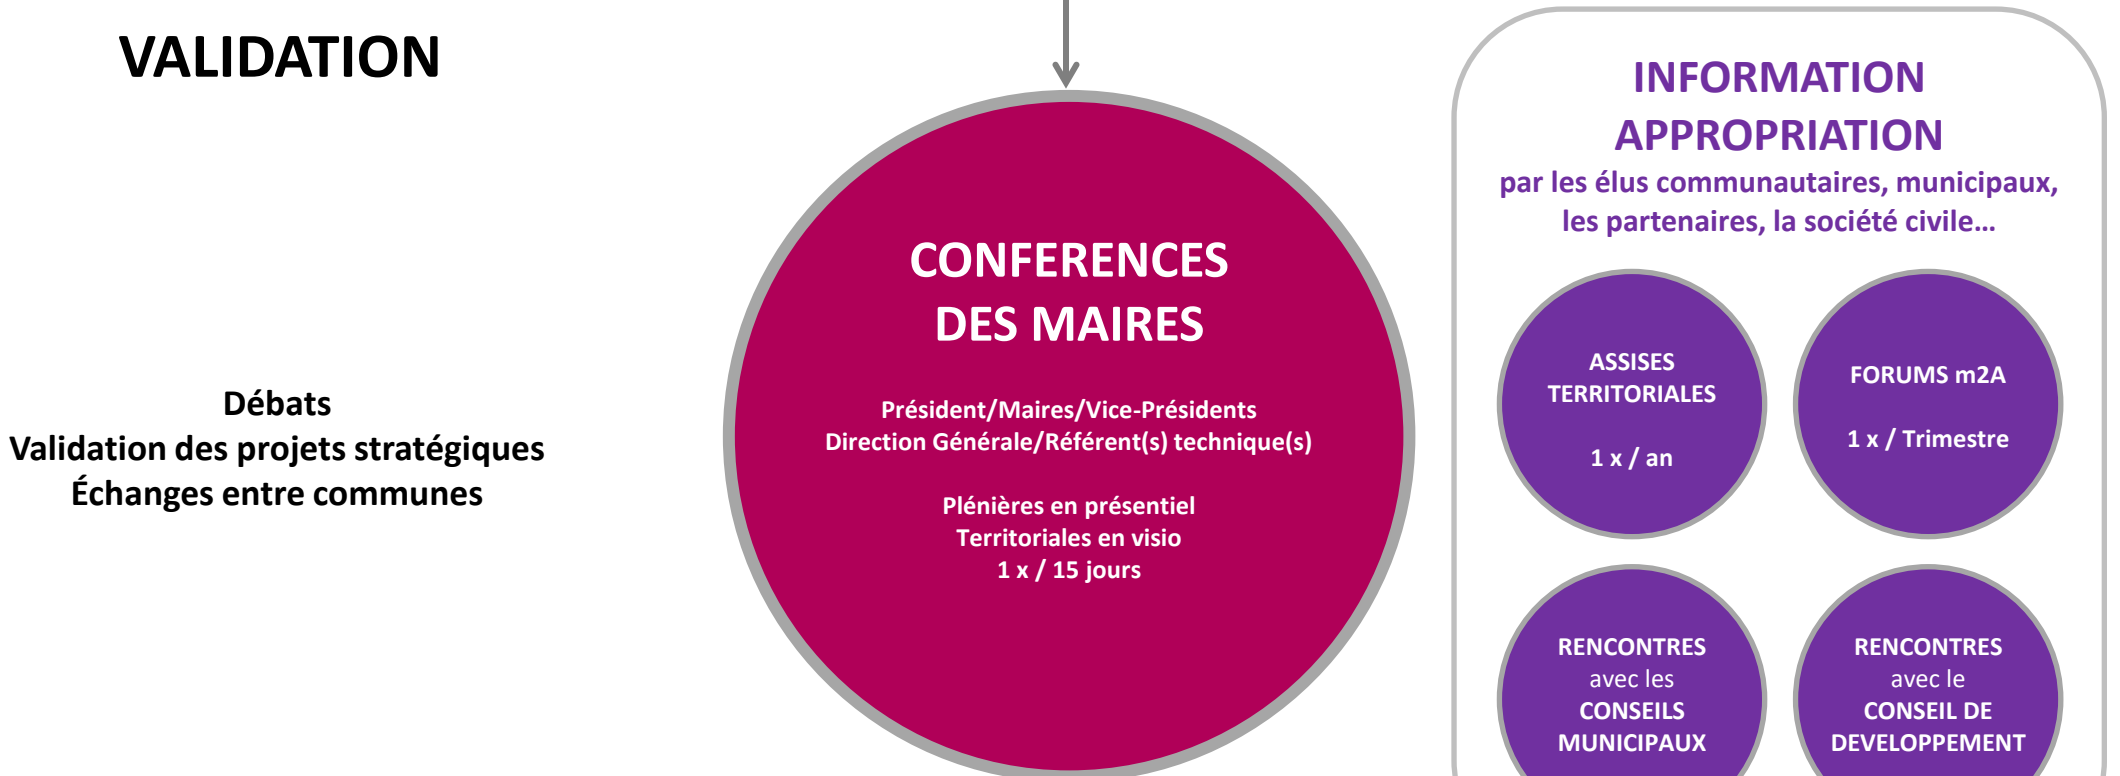 VALIDATION
Débats
Validation des projets stratégiques
Échanges entre communes
CONFERENCES
DES MAIRES
Président/Maires/Vice-Présidents
Direction Générale/Référent(s) technique(s)
Plénières en présentiel
Territoriales en visio
1 x / 15 jours
INFORMATION
APPROPRIATION
par les élus communautaires, municipaux,
les partenaires, la société civile…
ASSISES
TERRITORIALES
1 x / an
FORUMS m2A
1 x / Trimestre
RENCONTRES
avec les
CONSEILS
MUNICIPAUX
RENCONTRES
avec le
CONSEIL DE
DEVELOPPEMENT